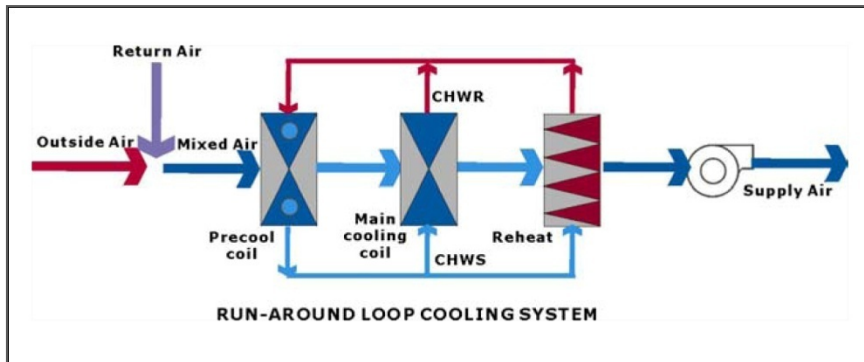 Return Air
Outside Air
Mixed Air
CHWR
Supply Air
Precool
coil
Main
cooling
coil
Reheat
CHWS
RUN-AROUND LOOP COOLING SYSTEM